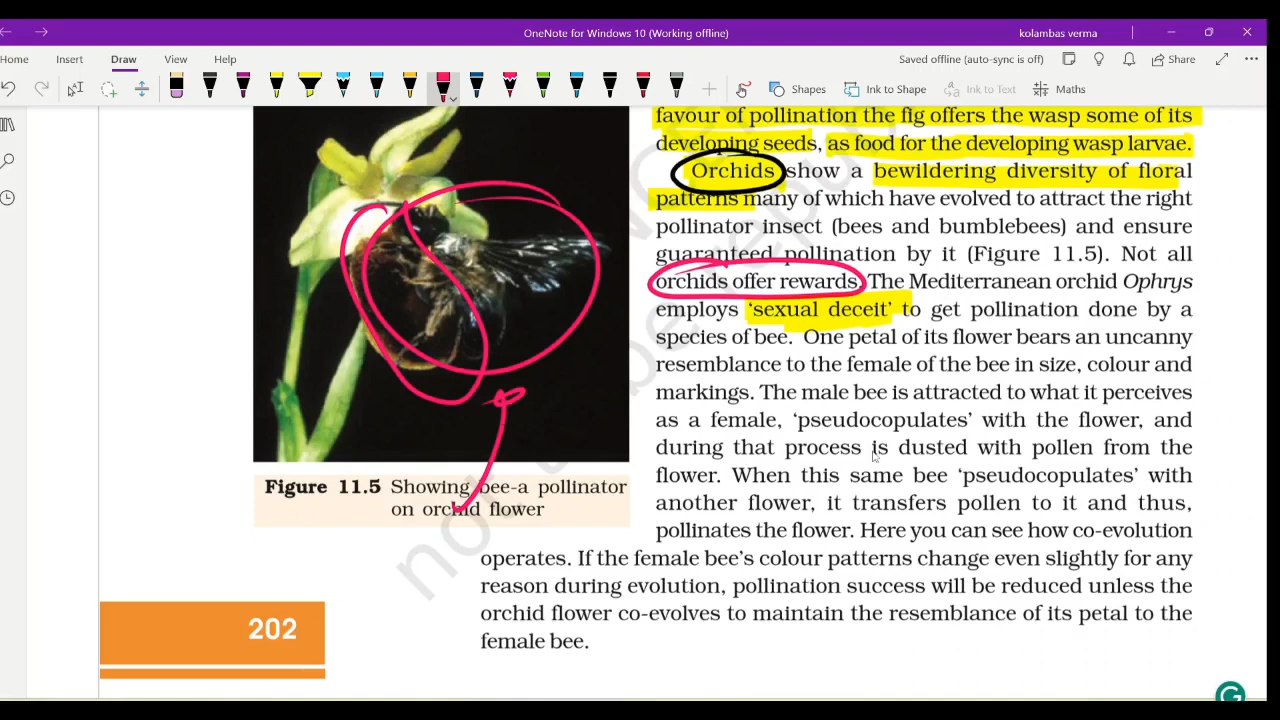 OneNote for Windows 10 (Working offline)
kolambas verma
Home Insert Draw View Help
Saved offline (auto-sync is off)
Share
Shapes
Ink to Shape
Ink to Text
Maths
favour of pollination the fig offers the wasp some of its
developing seeds, as food for the developing wasp larvae.
Orchids show a bewildering diversity of floral
patterns many of which have evolved to attract the right
pollinator insect (bees and bumblebees) and ensure
guaranteed pollination by it (Figure 11.5). Not all
orchids offer rewards. The Mediterranean orchid Ophrys
employs ‘sexual deceit’ to get pollination done by a
species of bee. One petal of its flower bears an uncanny
resemblance to the female of the bee in size, colour and
markings. The male bee is attracted to what it perceives
as a female, ‘pseudocopulates’ with the flower, and
during that process is dusted with pollen from the
flower. When this same bee ‘pseudocopulates’ with
another flower, it transfers pollen to it and thus,
pollinates the flower. Here you can see how co-evolution
operates. If the female bee’s colour patterns change even slightly for any
reason during evolution, pollination success will be reduced unless the
orchid flower co-evolves to maintain the resemblance of its petal to the
female bee.
Figure 11.5 Showing bee-a pollinator
on orchid flower
202